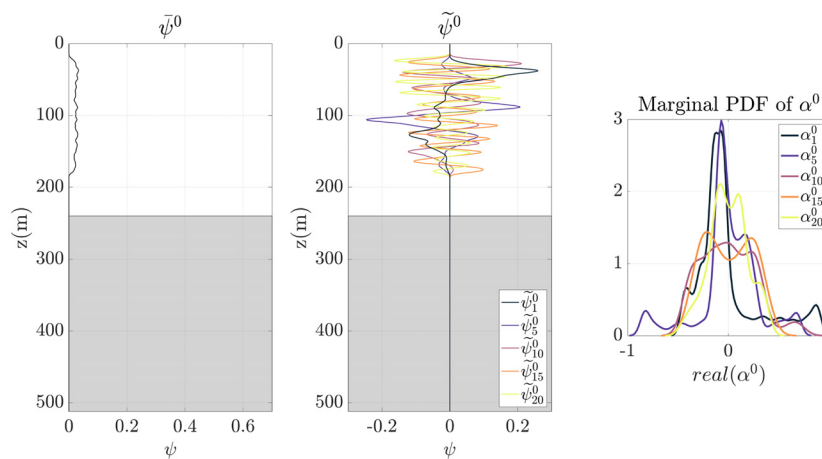 ψ̄⁰
0
100
200
300
400
500
z(m)
0 0.2 0.4 0.6
ψ
ψ̃⁰
0
100
200
300
400
500
z(m)
-0.2 0 0.2
ψ
ψ̃⁰₁
ψ̃⁰₅
ψ̃⁰₁₀
ψ̃⁰₁₅
ψ̃⁰₂₀
Marginal PDF of α⁰
3
2
1
0
-1 0
real(α⁰)
α⁰₁
α⁰₅
α⁰₁₀
α⁰₁₅
α⁰₂₀